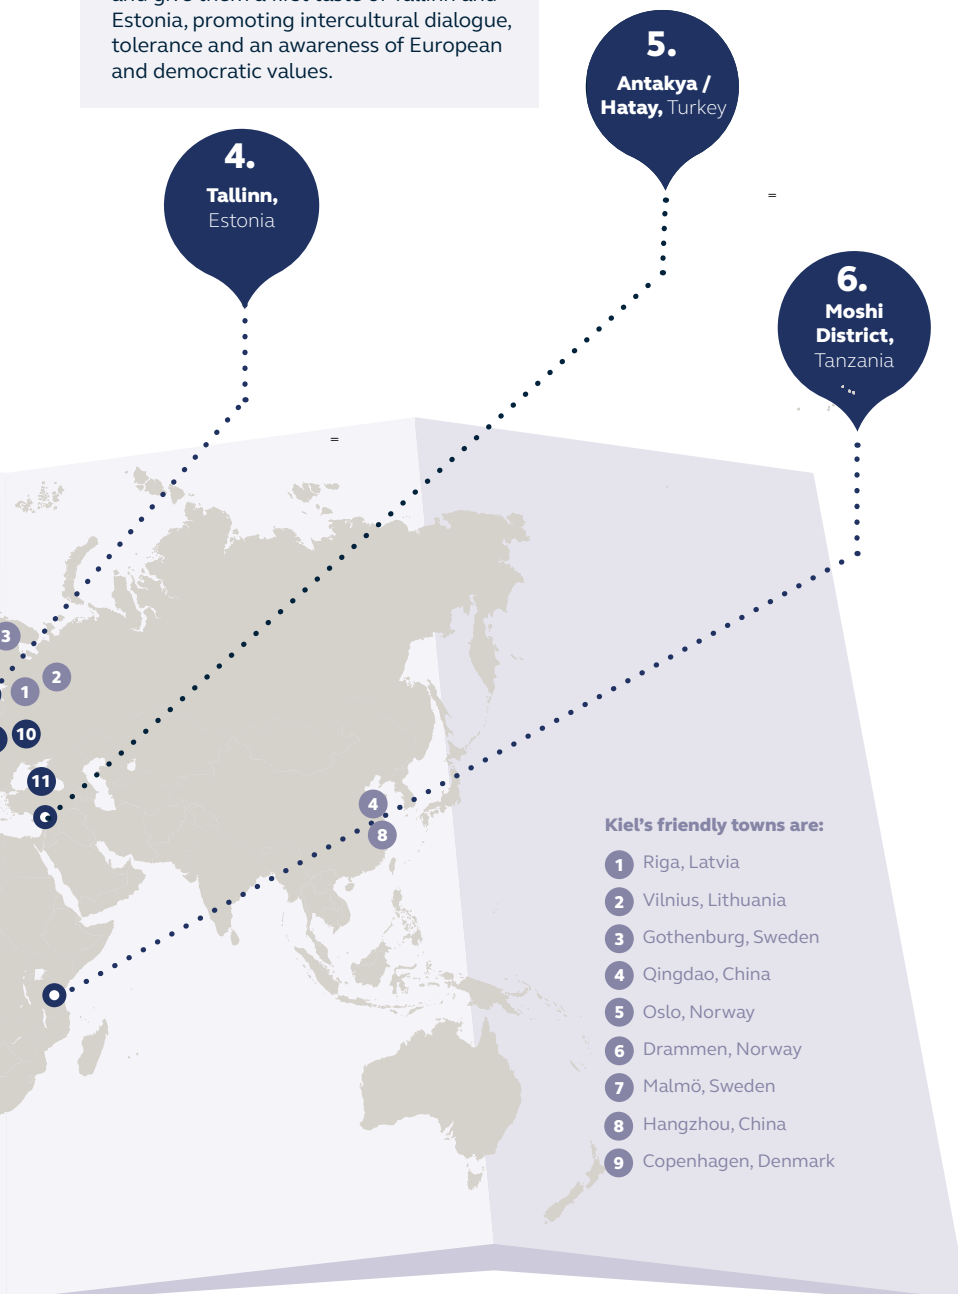 Estonia, promoting intercultural dialogue,
tolerance and an awareness of European
and democratic values.
5.
Antakya /
Hatay, Turkey
4.
Tallinn,
Estonia
=
6.
Moshi
District,
Tanzania
=
3
2
1
10
11
4
8
Kiel's friendly towns are:
1 Riga, Latvia
2 Vilnius, Lithuania
3 Gothenburg, Sweden
4 Qingdao, China
5 Oslo, Norway
6 Drammen, Norway
7 Malmö, Sweden
8 Hangzhou, China
9 Copenhagen, Denmark